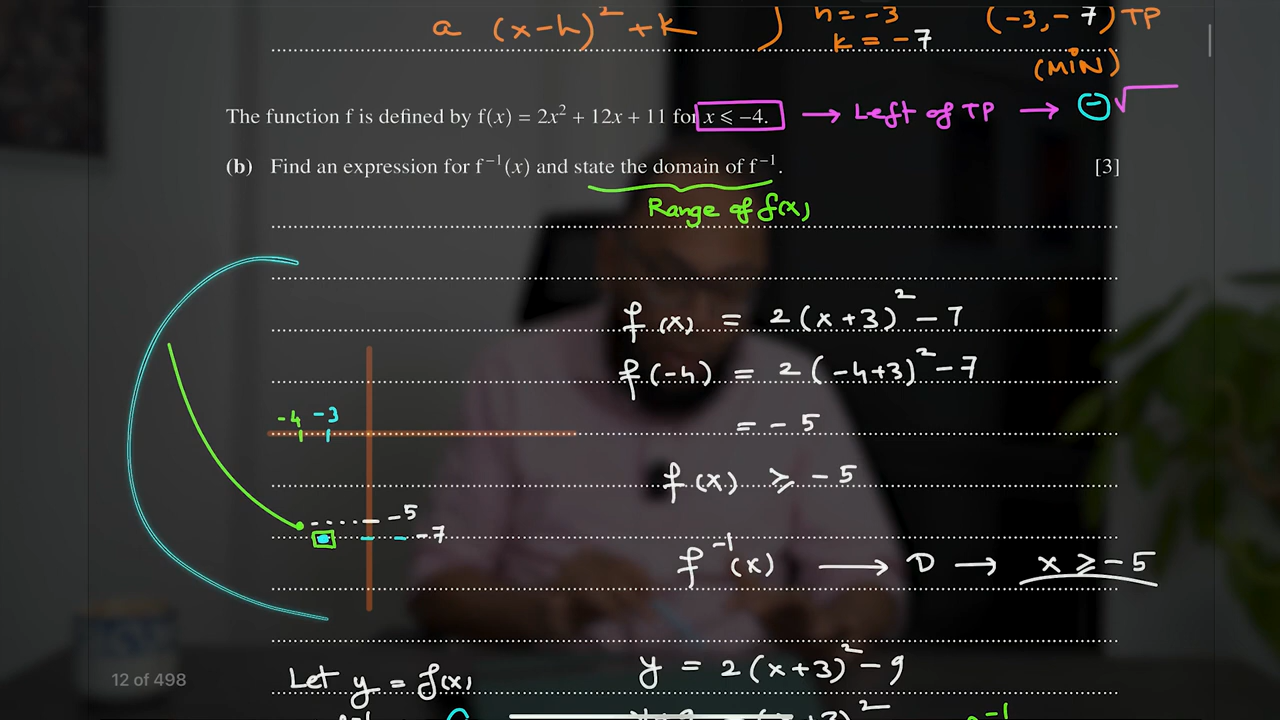 a (x-h)² + k ) h = -3 (-3, -7) TP
k = -7
(MIN)
The function f is defined by f(x) = 2x² + 12x + 11 for x ⩽ −4. → Left of TP → ⊖√
(b) Find an expression for f⁻¹(x) and state the domain of f⁻¹. [3]
Range of f(x)
f(x) = 2(x+3)² - 7
f(-4) = 2(-4+3)² - 7
-4 -3
= -5
f(x) ⩾ -5
-5
-7
f⁻¹(x) → D → x ⩾ -5
Let y = f(x) y = 2(x+3)² - 9
12 of 498